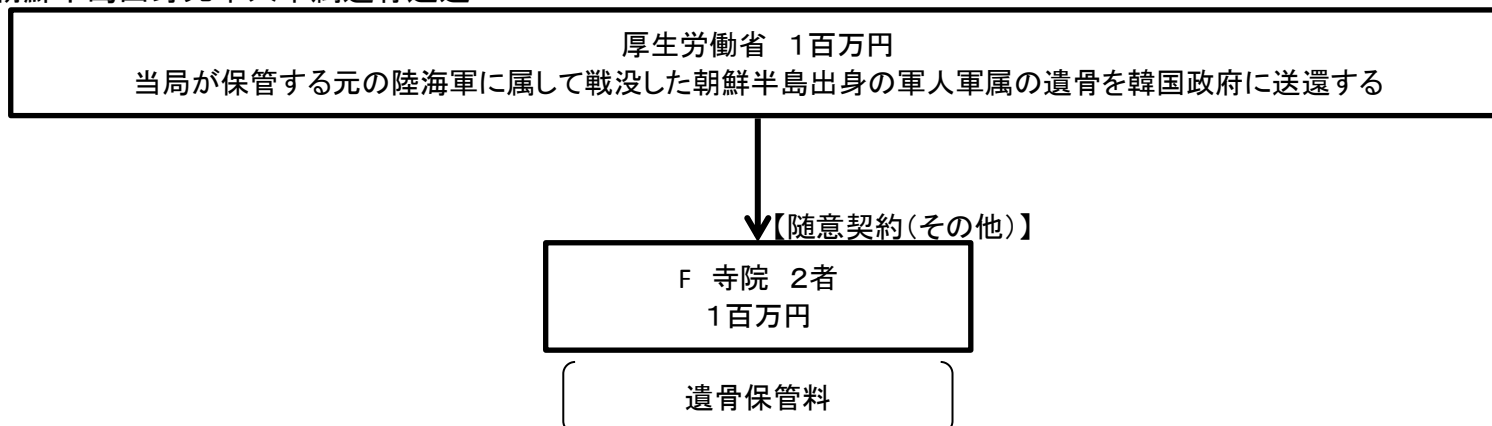 厚生労働省　1百万円
当局が保管する元の陸海軍に属して戦没した朝鮮半島出身の軍人軍属の遺骨を韓国政府に送還する
【随意契約（その他）】
F　寺院　2者
1百万円
遺骨保管料